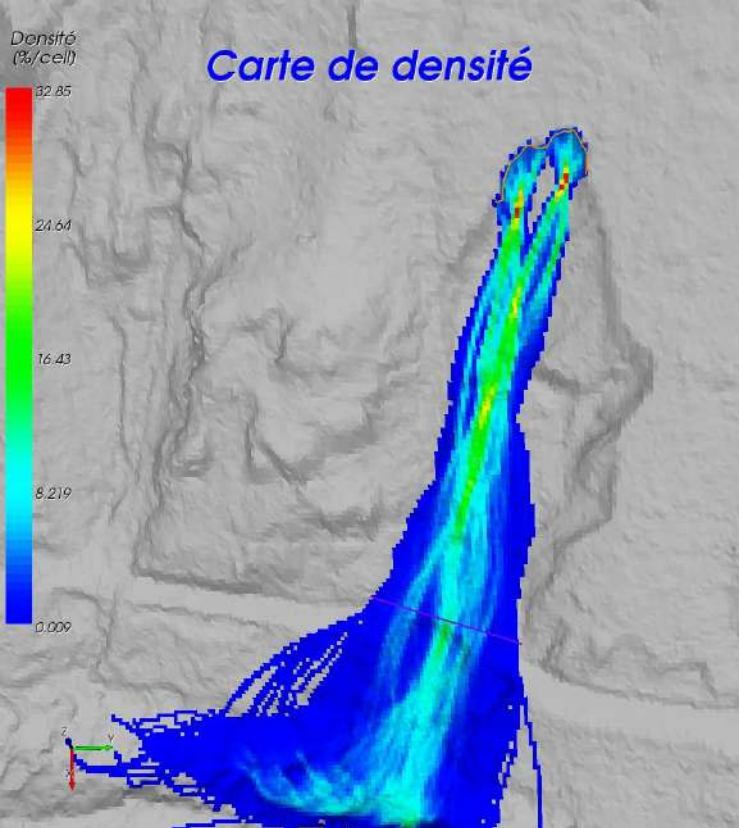 Densité
(%/cell)
Carte de densité
32.85
24.64
16.43
8.219
0.009
Z
Y
X